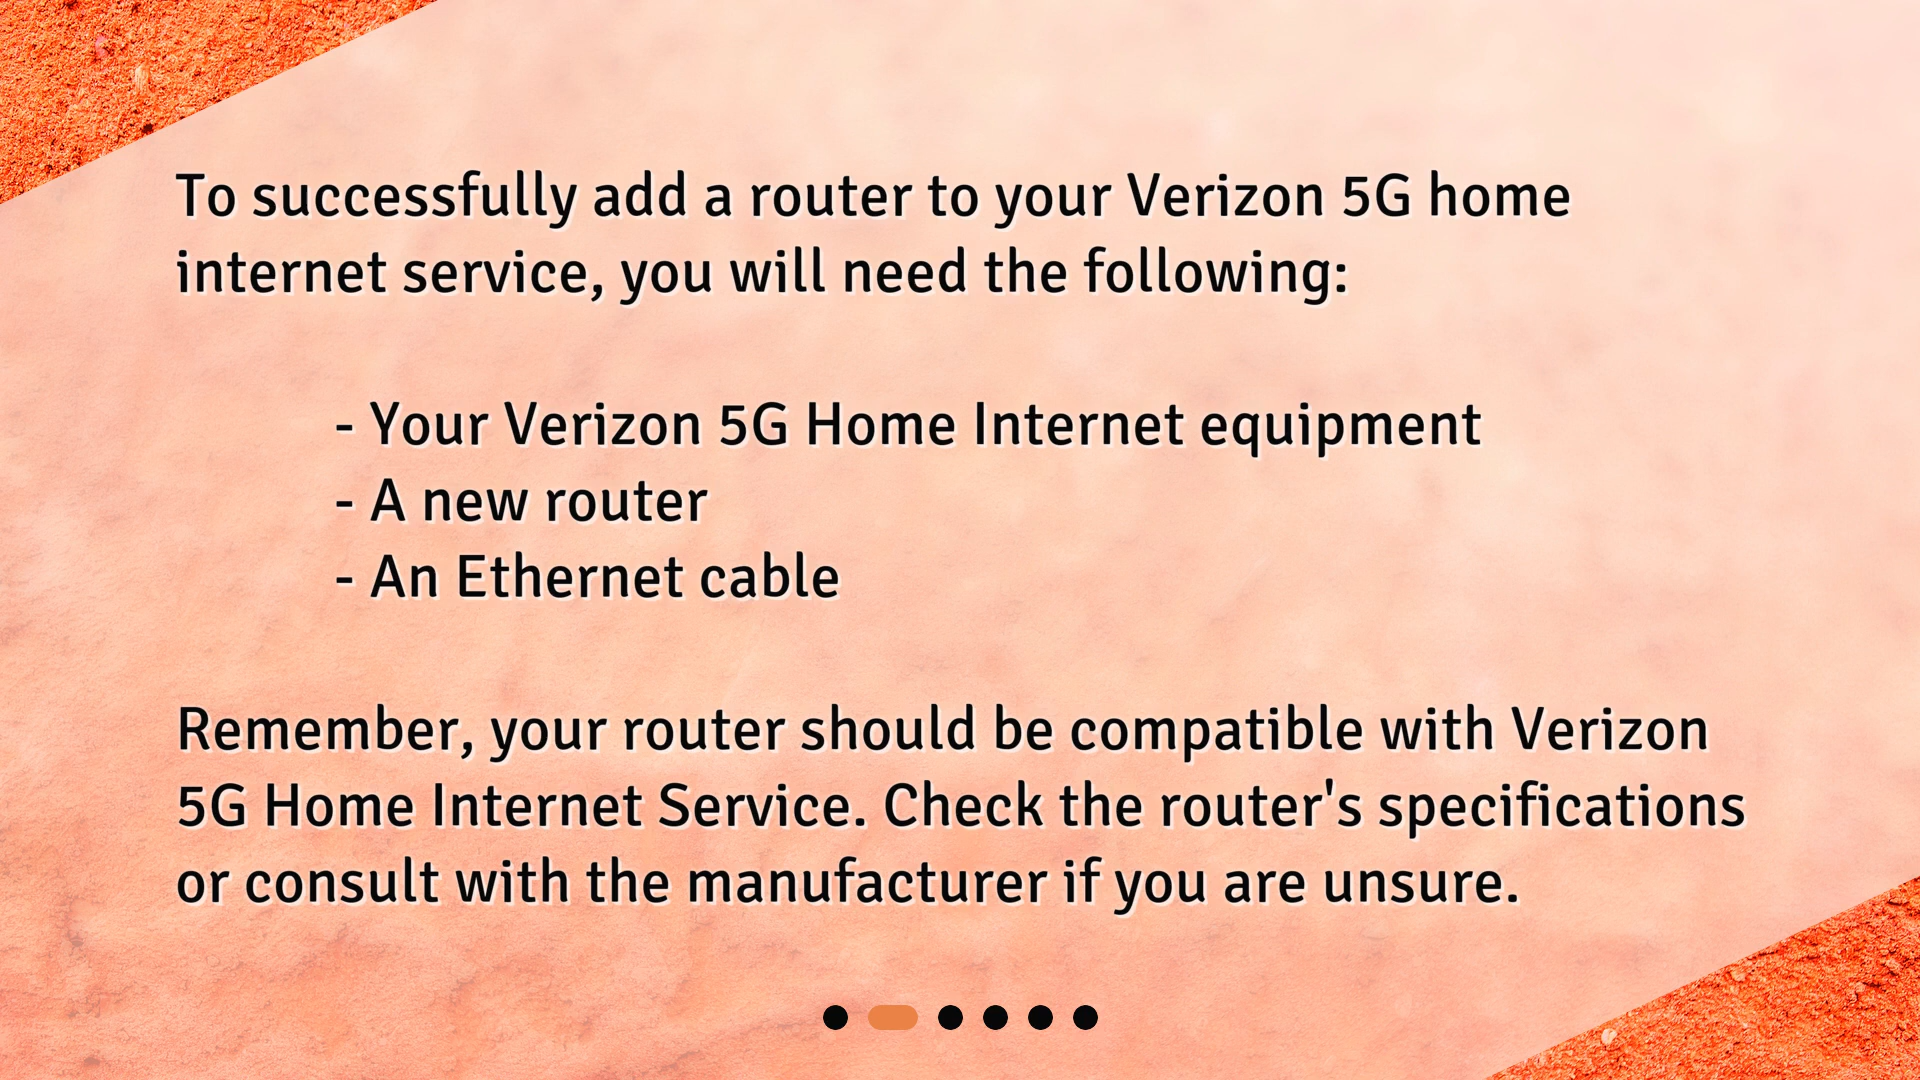 To successfully add a router to your Verizon 5G home
internet service, you will need the following:
- Your Verizon 5G Home Internet equipment
- A new router
- An Ethernet cable
Remember, your router should be compatible with Verizon
5G Home Internet Service. Check the router's specifications
or consult with the manufacturer if you are unsure.